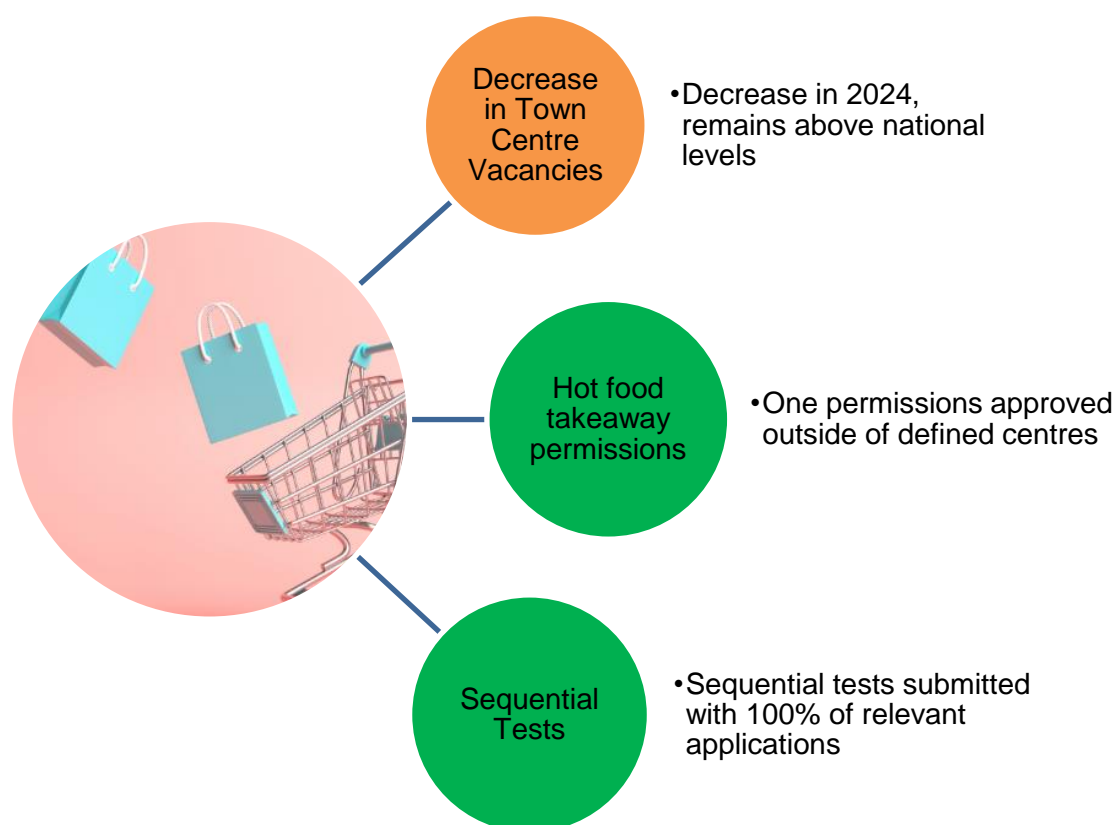 Decrease
in Town
Centre
Vacancies
•Decrease in 2024,
remains above national
levels
Hot food
takeaway
permissions
•One permissions approved
outside of defined centres
Sequential
Tests
•Sequential tests submitted
with 100% of relevant
applications